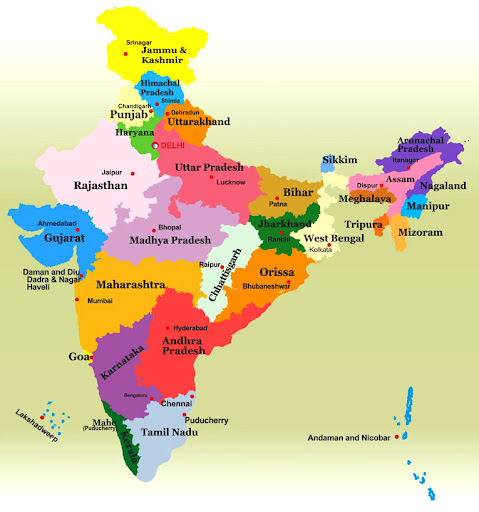 Srinagar
Jammu &
Kashmir
Himachal
Pradesh
Shimla
Chandigarh
Punjab
Dehradun
Uttarakhand
Haryana
DELHI
Arunachal
Pradesh
Itanagar
Sikkim
Uttar Pradesh
Jaipur
Rajasthan
Lucknow
Assam
Dispur
Nagaland
Bihar
Patna
Meghalaya
Manipur
Ahmedabad
Gujarat
Bhopal
Madhya Pradesh
Jharkhand
Ranchi
West Bengal
Kolkata
Tripura
Mizoram
Raipur
Chhattisgarh
Daman and Diu
Dadra & Nagar
Haveli
Maharashtra
Orissa
Bhubaneshwar
Mumbai
Hyderabad
Andhra
Pradesh
Goa
Karnataka
Bengaluru
Chennai
Lakshadweep
Mahe
(Puducherry)
Puducherry
Kerala
Tamil Nadu
Andaman and Nicobar